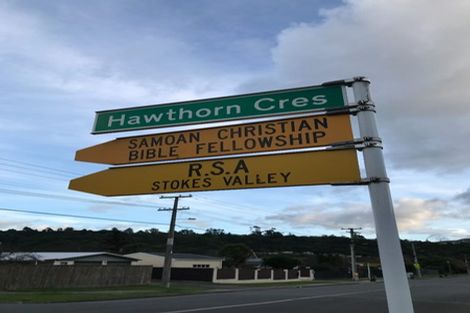 Hawthorn Cres
SAMOAN CHRISTIAN
BIBLE FELLOWSHIP
R.S.A
STOKES VALLEY